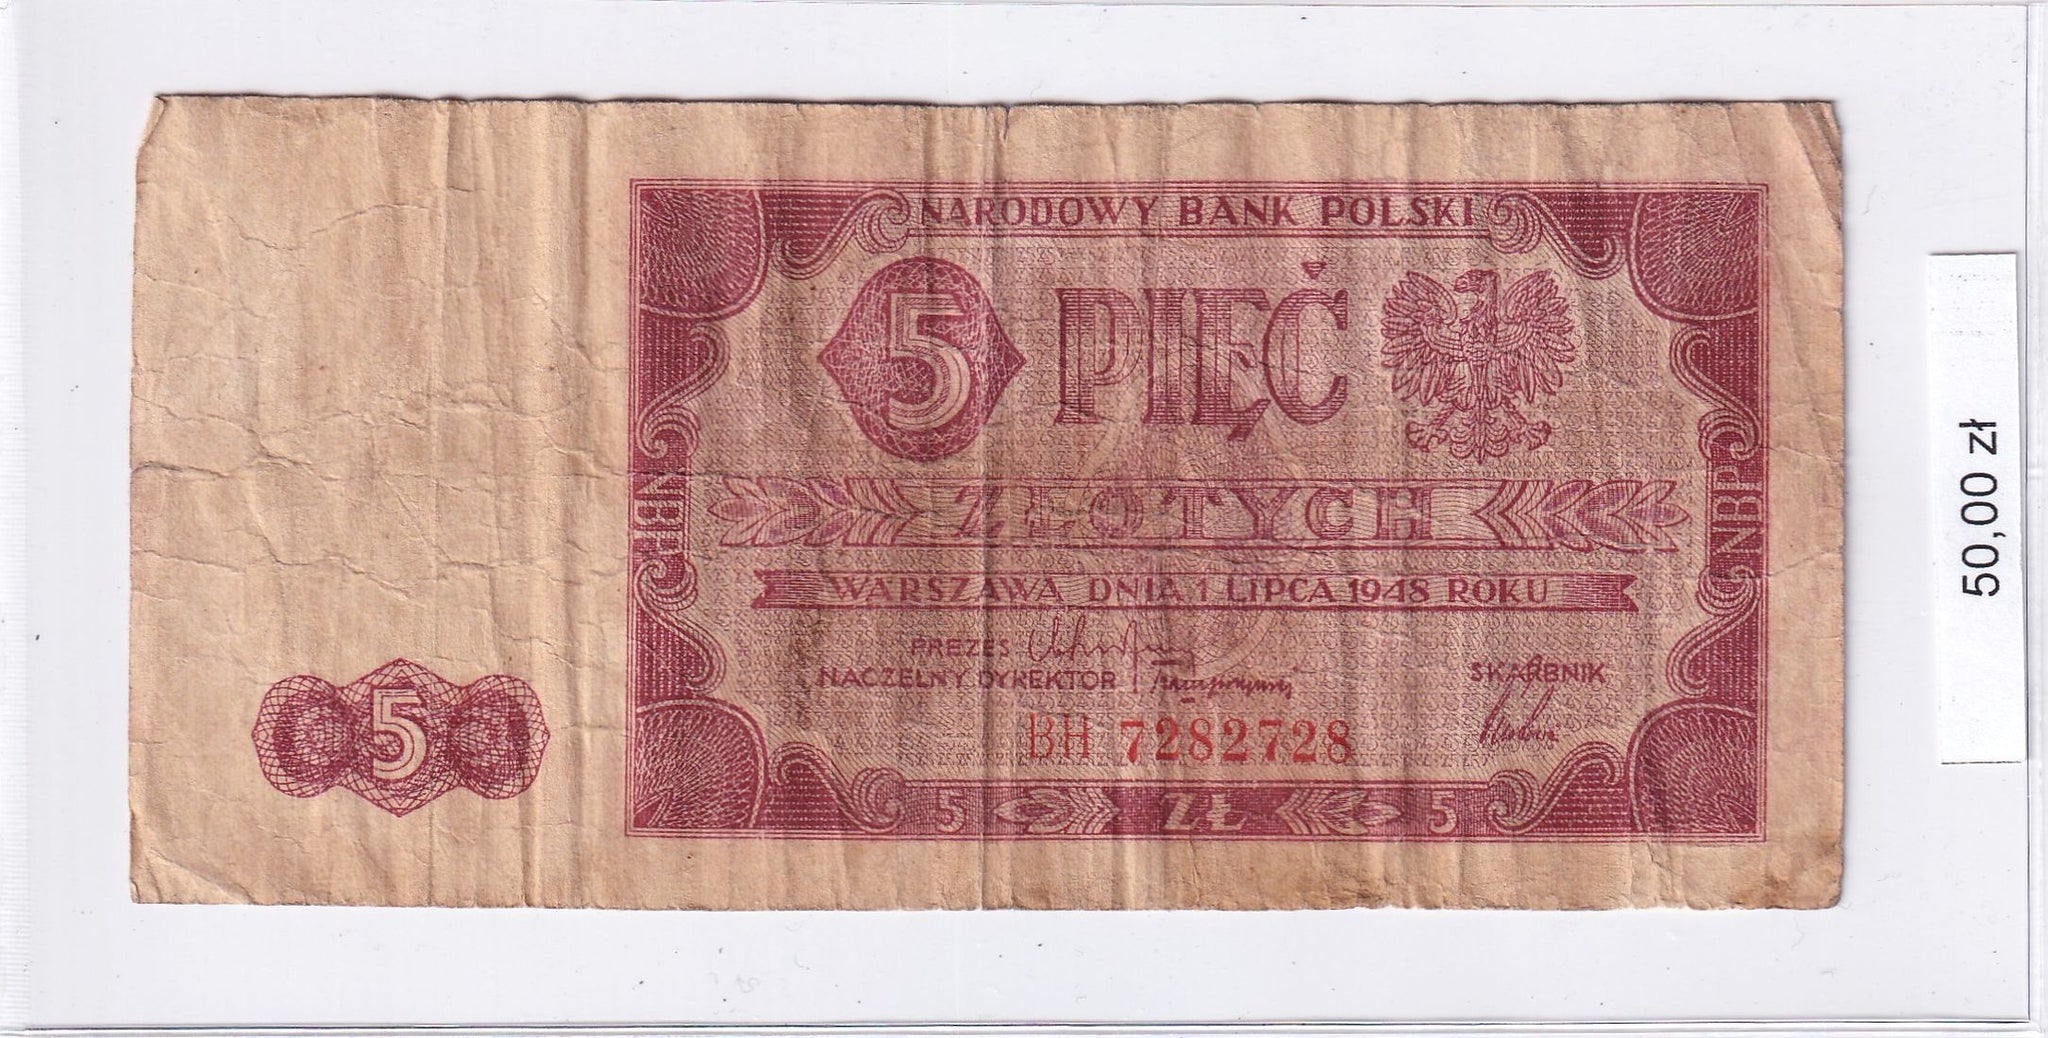 NARODOWY BANK POLSKI
5 PIĘĆ
ZŁOTYCH
NBP
NBP
WARSZAWA DNIA 1 LIPCA 1948 ROKU
PREZES
NACZELNY DYREKTOR
SKARBNIK
BH 7282728
5 ZŁ 5
5
50,00 zł